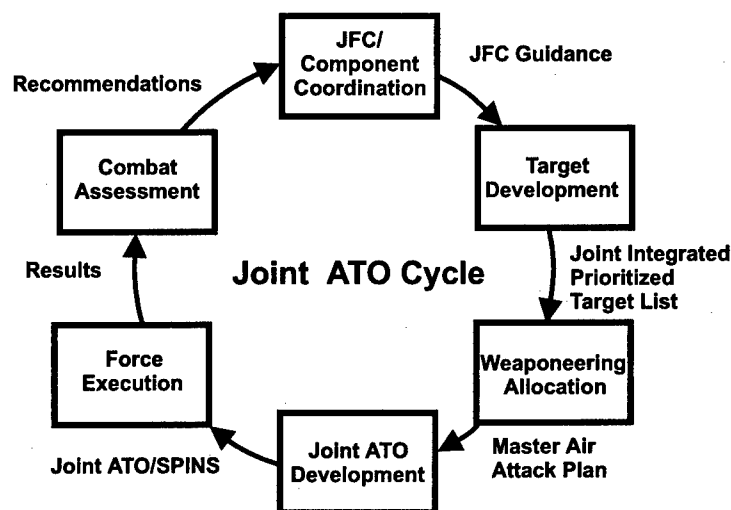 JFC/
Component
Coordination
JFC Guidance
Recommendations
Target
Development
Combat
Assessment
Joint Integrated
Prioritized
Target List
Results
Joint ATO Cycle
Weaponeering
Allocation
Force
Execution
Master Air
Attack Plan
Joint ATO
Development
Joint ATO/SPINS